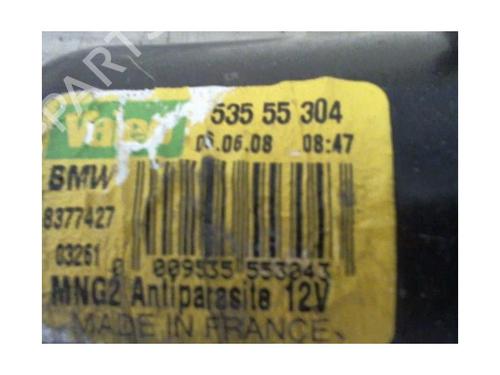 Valeo 535 55 304
06.06.08 08:47
BMW
8377427
03261
0 009535 553043
MNG2 Antiparasite 12V
MADE IN FRANCE